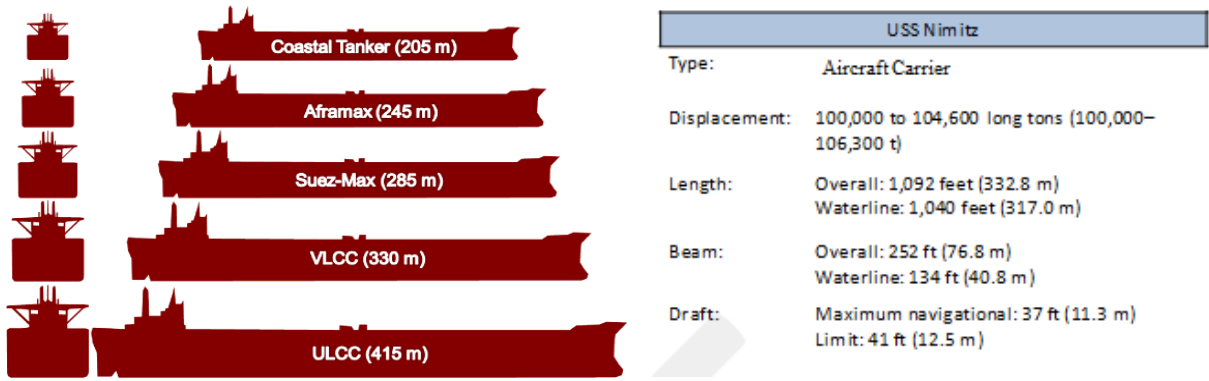 Coastal Tanker (205 m)
Aframax (245 m)
Suez-Max (285 m)
VLCC (330 m)
ULCC (415 m)
USS Nimitz
Type: Aircraft Carrier
Displacement: 100,000 to 104,600 long tons (100,000–
106,300 t)
Length: Overall: 1,092 feet (332.8 m)
Waterline: 1,040 feet (317.0 m)
Beam: Overall: 252 ft (76.8 m)
Waterline: 134 ft (40.8 m)
Draft: Maximum navigational: 37 ft (11.3 m)
Limit: 41 ft (12.5 m)